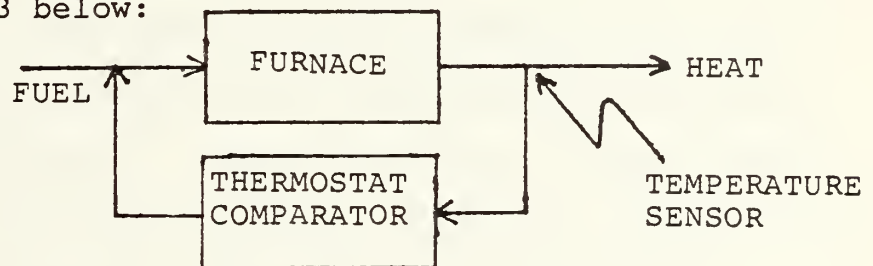 3 below:
FURNACE
HEAT
FUEL
THERMOSTAT
COMPARATOR
TEMPERATURE
SENSOR